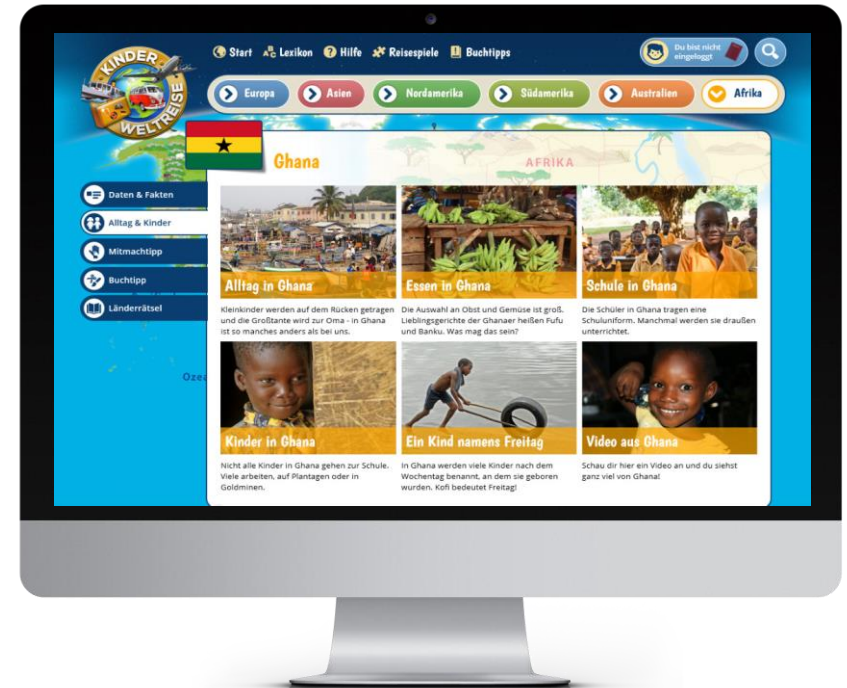 KINDER
WELTREISE
Start
Lexikon
Hilfe
Reisespiele
Buchtipps
Du bist nicht
eingeloggt
Europa
Asien
Nordamerika
Südamerika
Australien
Afrika
Ghana
AFRIKA
Daten & Fakten
Alltag & Kinder
Mitmachtipp
Buchtipp
Länderrätsel
Ozea
Alltag in Ghana
Kleinkinder werden auf dem Rücken getragen
und die Großtante wird zur Oma - in Ghana
ist so manches anders als bei uns.
Essen in Ghana
Die Auswahl an Obst und Gemüse ist groß.
Lieblingsgerichte der Ghanaer heißen Fufu
und Banku. Was mag das sein?
Schule in Ghana
Die Schüler in Ghana tragen eine
Schuluniform. Manchmal werden sie draußen
unterrichtet.
Kinder in Ghana
Nicht alle Kinder in Ghana gehen zur Schule.
Viele arbeiten, auf Plantagen oder in
Goldminen.
Ein Kind namens Freitag
In Ghana werden viele Kinder nach dem
Wochentag benannt, an dem sie geboren
wurden. Kofi bedeutet Freitag!
Video aus Ghana
Schau dir hier ein Video an und du siehst
ganz viel von Ghana!